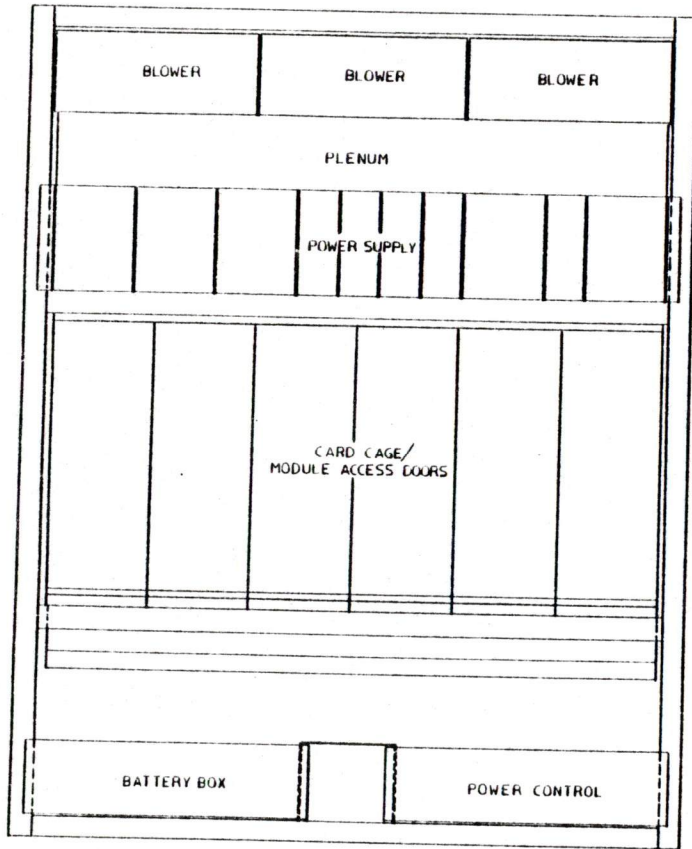 BLOWER
BLOWER
BLOWER
PLENUM
POWER SUPPLY
CARD CAGE/
MODULE ACCESS DOORS
BATTERY BOX
POWER CONTROL